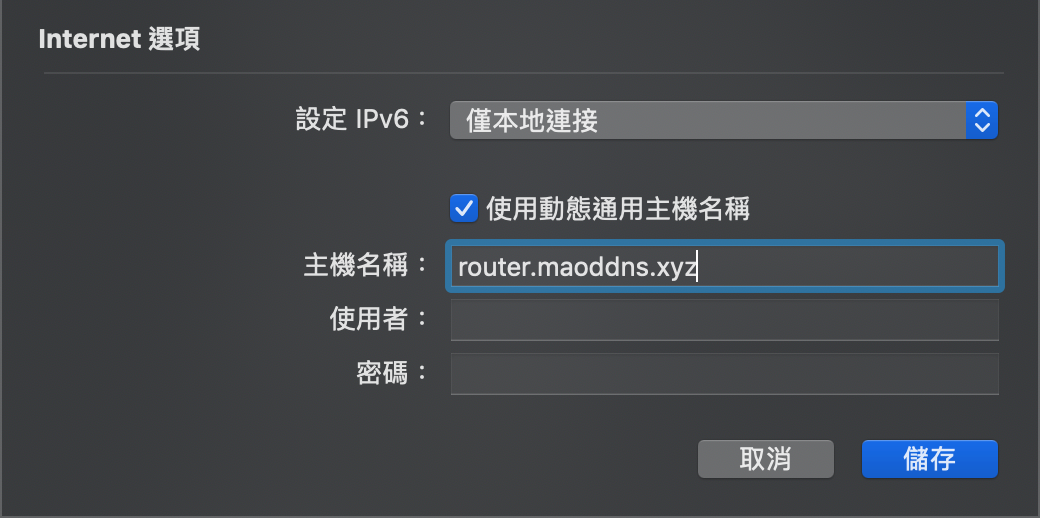 Internet 選項
設定 IPv6：
僅本地連接
使用動態通用主機名稱
主機名稱：
router.maoddns.xyz
使用者：
密碼：
取消
儲存